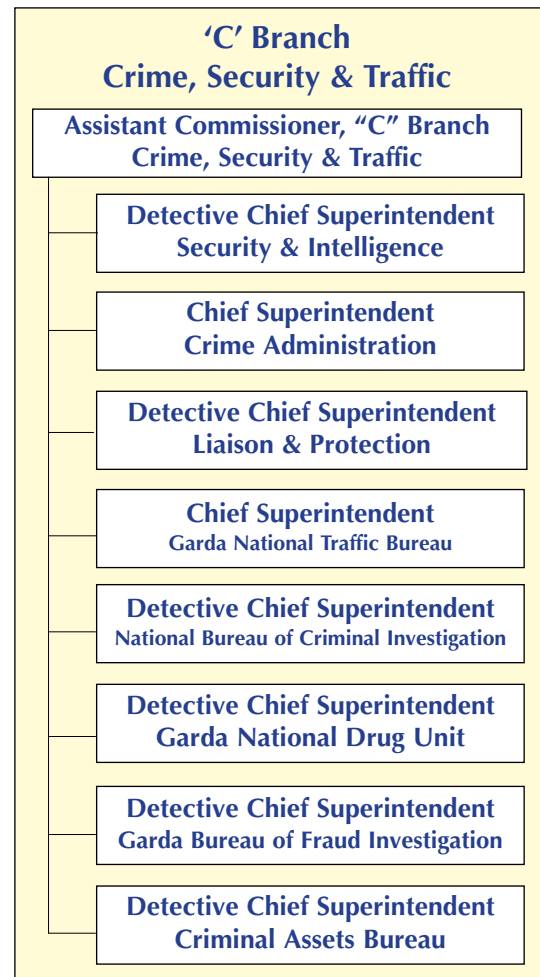 ‘C’ Branch
Crime, Security & Traffic
Assistant Commissioner, “C” Branch
Crime, Security & Traffic
Detective Chief Superintendent
Security & Intelligence
Chief Superintendent
Crime Administration
Detective Chief Superintendent
Liaison & Protection
Chief Superintendent
Garda National Traffic Bureau
Detective Chief Superintendent
National Bureau of Criminal Investigation
Detective Chief Superintendent
Garda National Drug Unit
Detective Chief Superintendent
Garda Bureau of Fraud Investigation
Detective Chief Superintendent
Criminal Assets Bureau